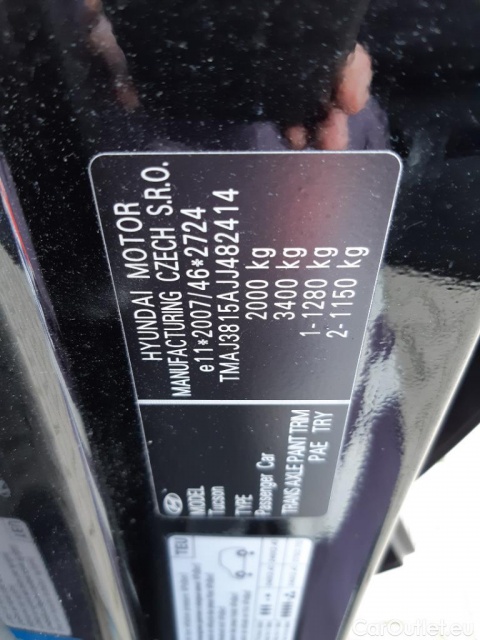 HYUNDAI MOTOR
MANUFACTURING CZECH S.R.O.
e11*2007/46*2724
TMAJ3815AJJ482414
2000 kg
3400 kg
1- 1280 kg
2- 1150 kg
MODEL
Tucson
TYPE
Passenger Car
TRANS AXLE PAINT TRIM
PAE TRY
CarOutlet.eu